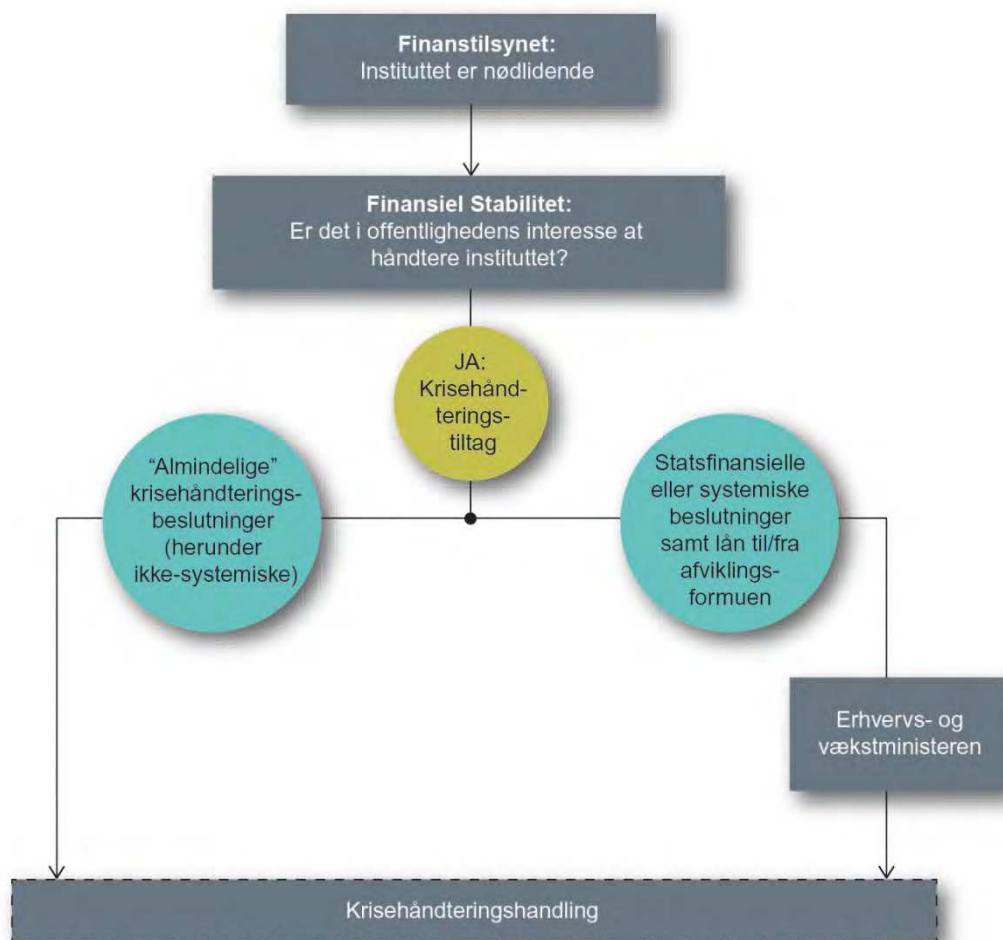 Finanstilsynet:
Instituttet er nødlidende
Finansiel Stabilitet:
Er det i offentlighedens interesse at
håndtere instituttet?
JA:
Krisehånd-
terings-
tiltag
“Almindelige”
krisehåndterings-
beslutninger
(herunder
ikke-systemiske)
Statsfinansielle
eller systemiske
beslutninger
samt lån til/fra
afviklings-
formuen
Erhvervs- og
vækstministeren
Krisehåndteringshandling